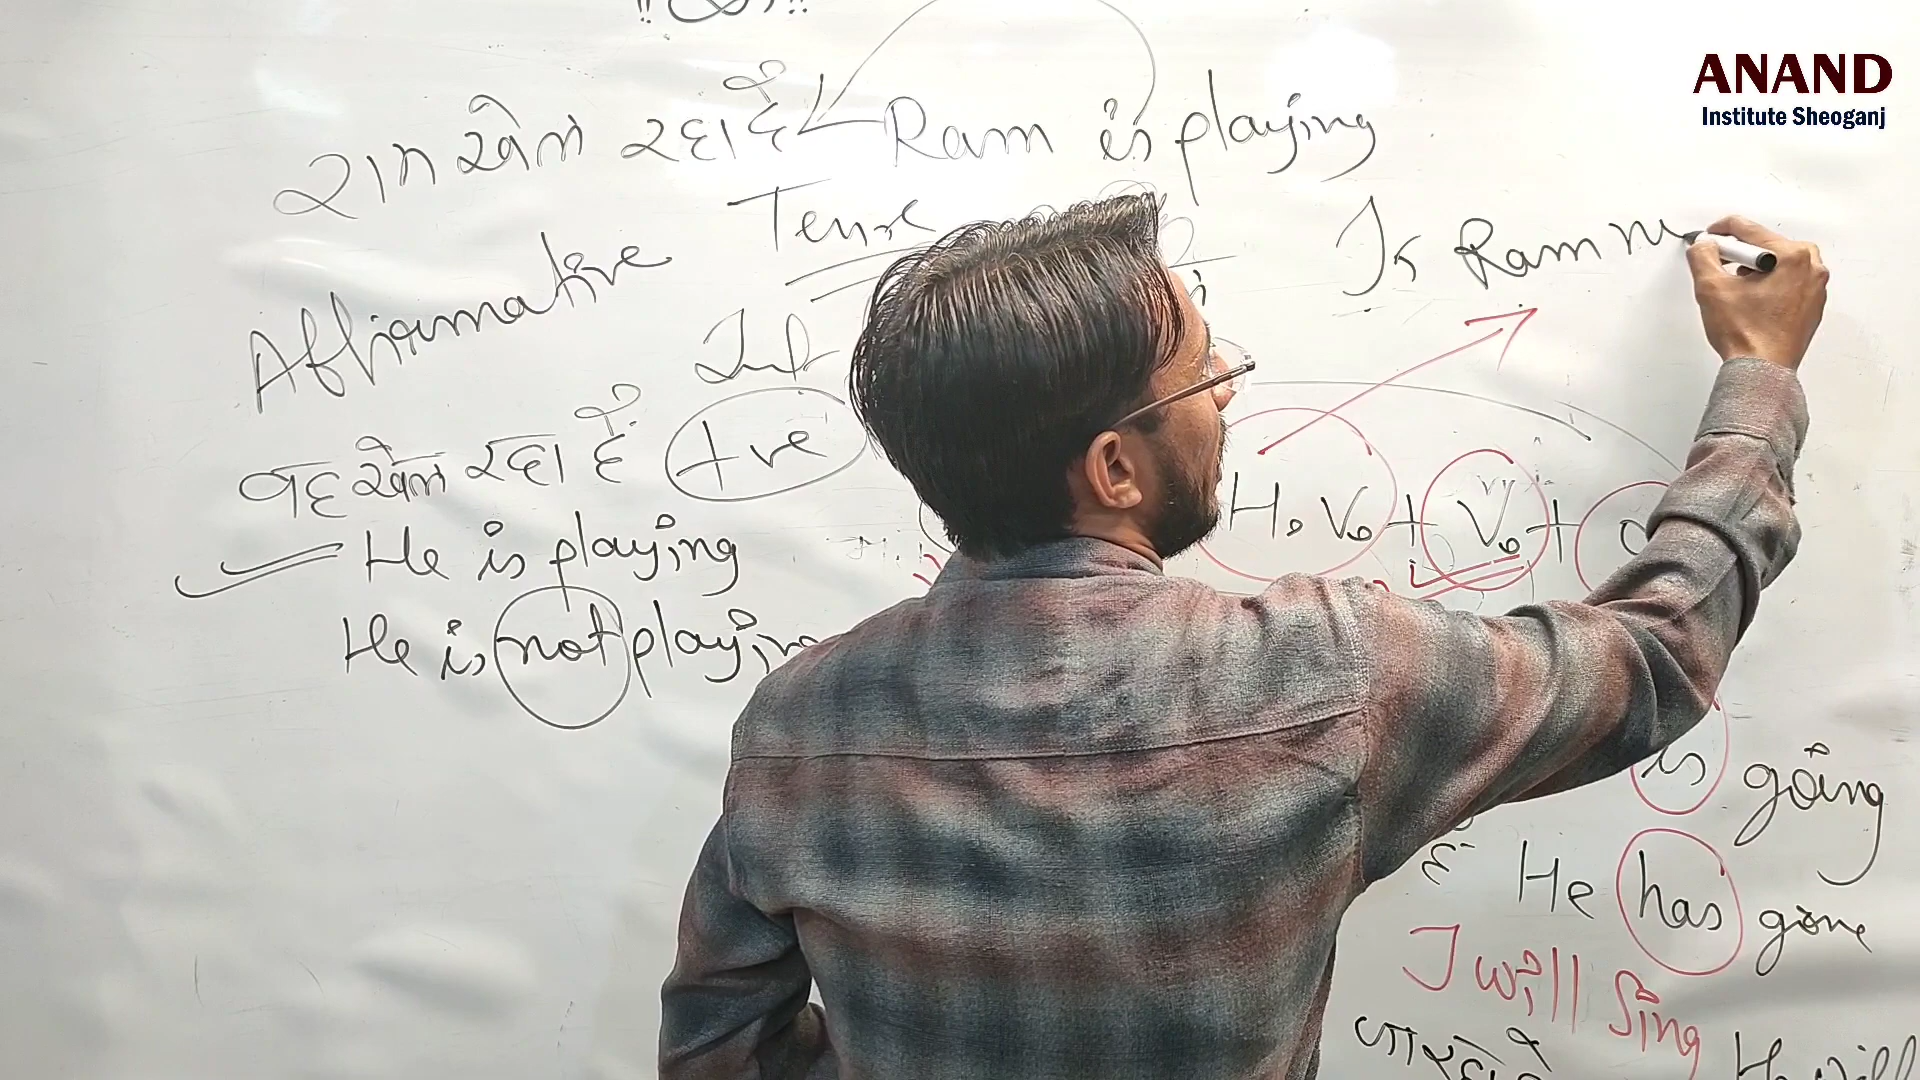 ANAND
Institute Sheoganj
राम खेल रहा है Ram is playing
Tense
Is Ram
Affirmative
वह खेल रहा है +ve
H.V. + V. +
He is playing
He is not playing
is going
है He has gone
I will Sing